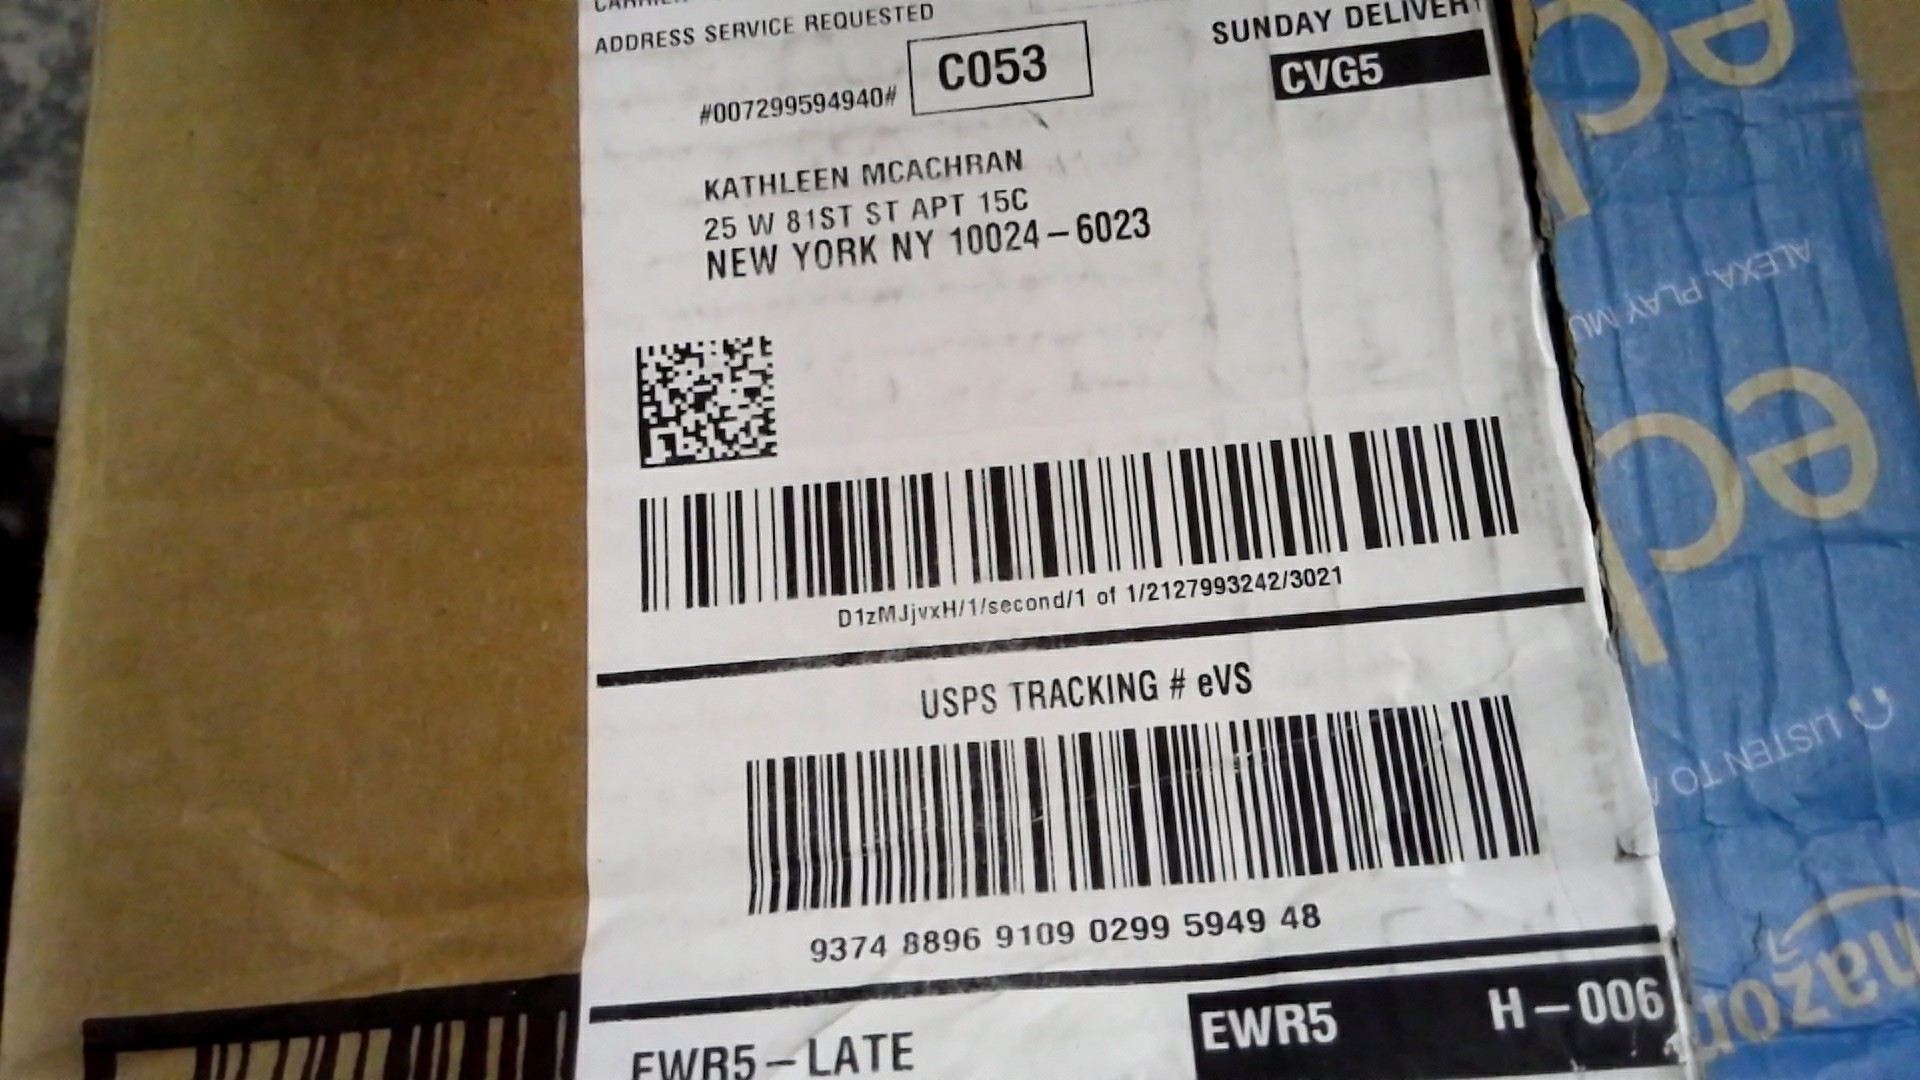 ADDRESS SERVICE REQUESTED
SUNDAY DELIVERY
C053
CVG5
#007299594940#
KATHLEEN MCACHRAN
25 W 81ST ST APT 15C
NEW YORK NY 10024-6023
D1zMJjvxH/1/second/1 of 1/2127993242/3021
USPS TRACKING # eVS
9374 8896 9109 0299 5949 48
EWR5 H-006
EWR5-LATE
ALEXA, PLAY
LISTEN TO